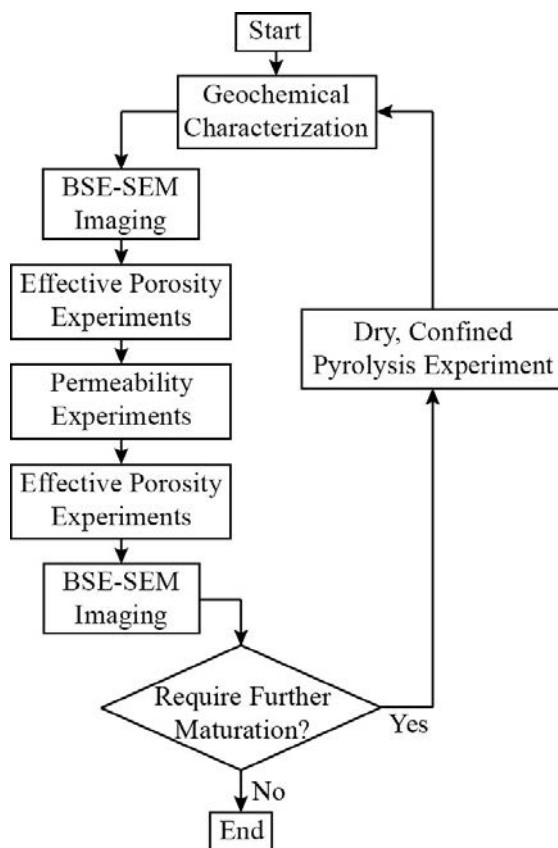 Start
Geochemical
Characterization
BSE-SEM
Imaging
Effective Porosity
Experiments
Permeability
Experiments
Effective Porosity
Experiments
BSE-SEM
Imaging
Require Further
Maturation?
Yes
Dry, Confined
Pyrolysis Experiment
No
End